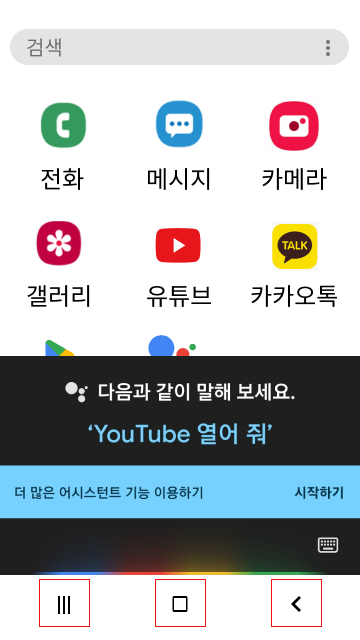 검색
전화 메시지 카메라
TALK
갤러리 유튜브 카카오톡
다음과 같이 말해 보세요.
‘YouTube 열어 줘’
더 많은 어시스턴트 기능 이용하기 시작하기